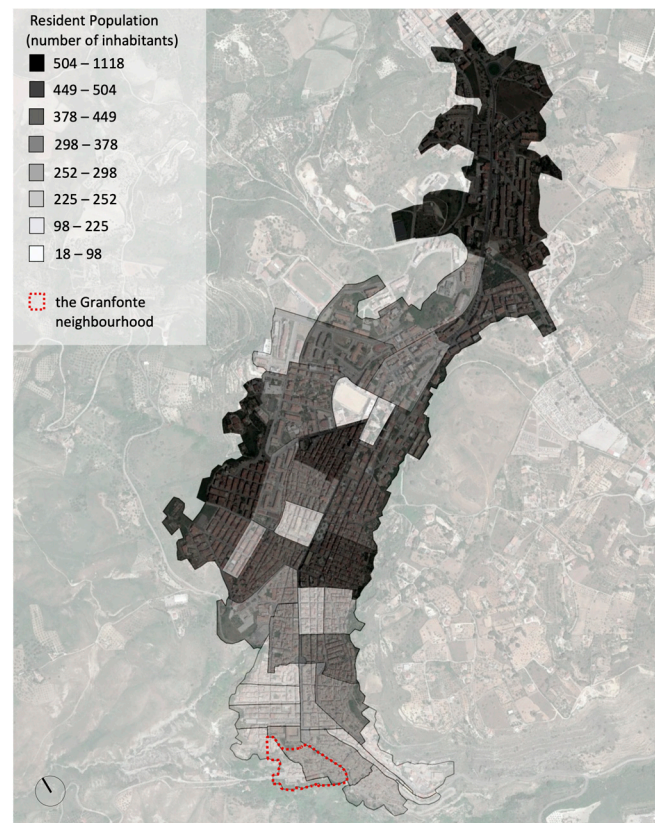 Resident Population
(number of inhabitants)
504 – 1118
449 – 504
378 – 449
298 – 378
252 – 298
225 – 252
98 – 225
18 – 98
the Granfonte
neighbourhood